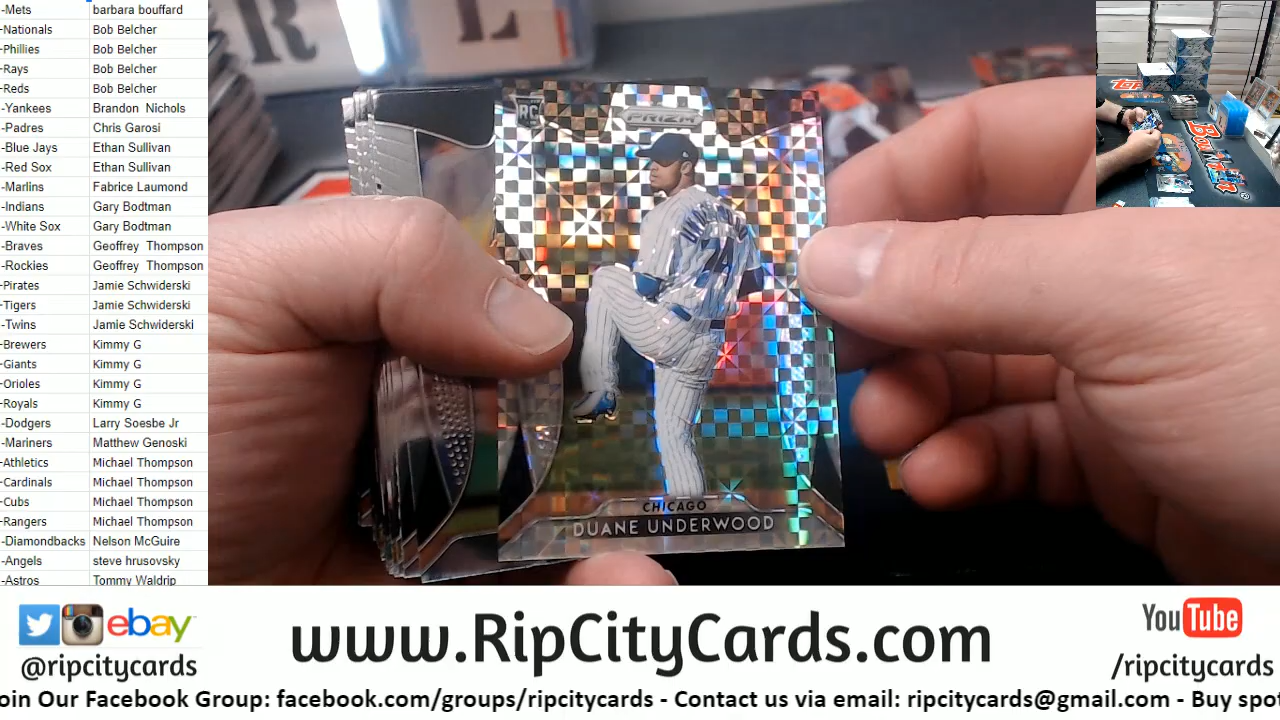 -Mets barbara bouffard
-Nationals Bob Belcher
-Phillies Bob Belcher
-Rays Bob Belcher
-Reds Bob Belcher
-Yankees Brandon Nichols
-Padres Chris Garosi
-Blue Jays Ethan Sullivan
-Red Sox Ethan Sullivan
-Marlins Fabrice Laumond
-Indians Gary Bodtman
-White Sox Gary Bodtman
-Braves Geoffrey Thompson
-Rockies Geoffrey Thompson
-Pirates Jamie Schwiderski
-Tigers Jamie Schwiderski
-Twins Jamie Schwiderski
-Brewers Kimmy G
-Giants Kimmy G
-Orioles Kimmy G
-Royals Kimmy G
-Dodgers Larry Soesbe Jr
-Mariners Matthew Genoski
-Athletics Michael Thompson
-Cardinals Michael Thompson
-Cubs Michael Thompson
-Rangers Michael Thompson
-Diamondbacks Nelson McGuire
-Angels steve hrusovsky
-Astros Tommy Waldrip
R L
RC
PRIZM
UNDERWOOD
74
CHICAGO
DUANE UNDERWOOD
Topps
BOWMAN
ebay
@ripcitycards
www.RipCityCards.com
YouTube
/ripcitycards
oin Our Facebook Group: facebook.com/groups/ripcitycards - Contact us via email: ripcitycards@gmail.com - Buy spot